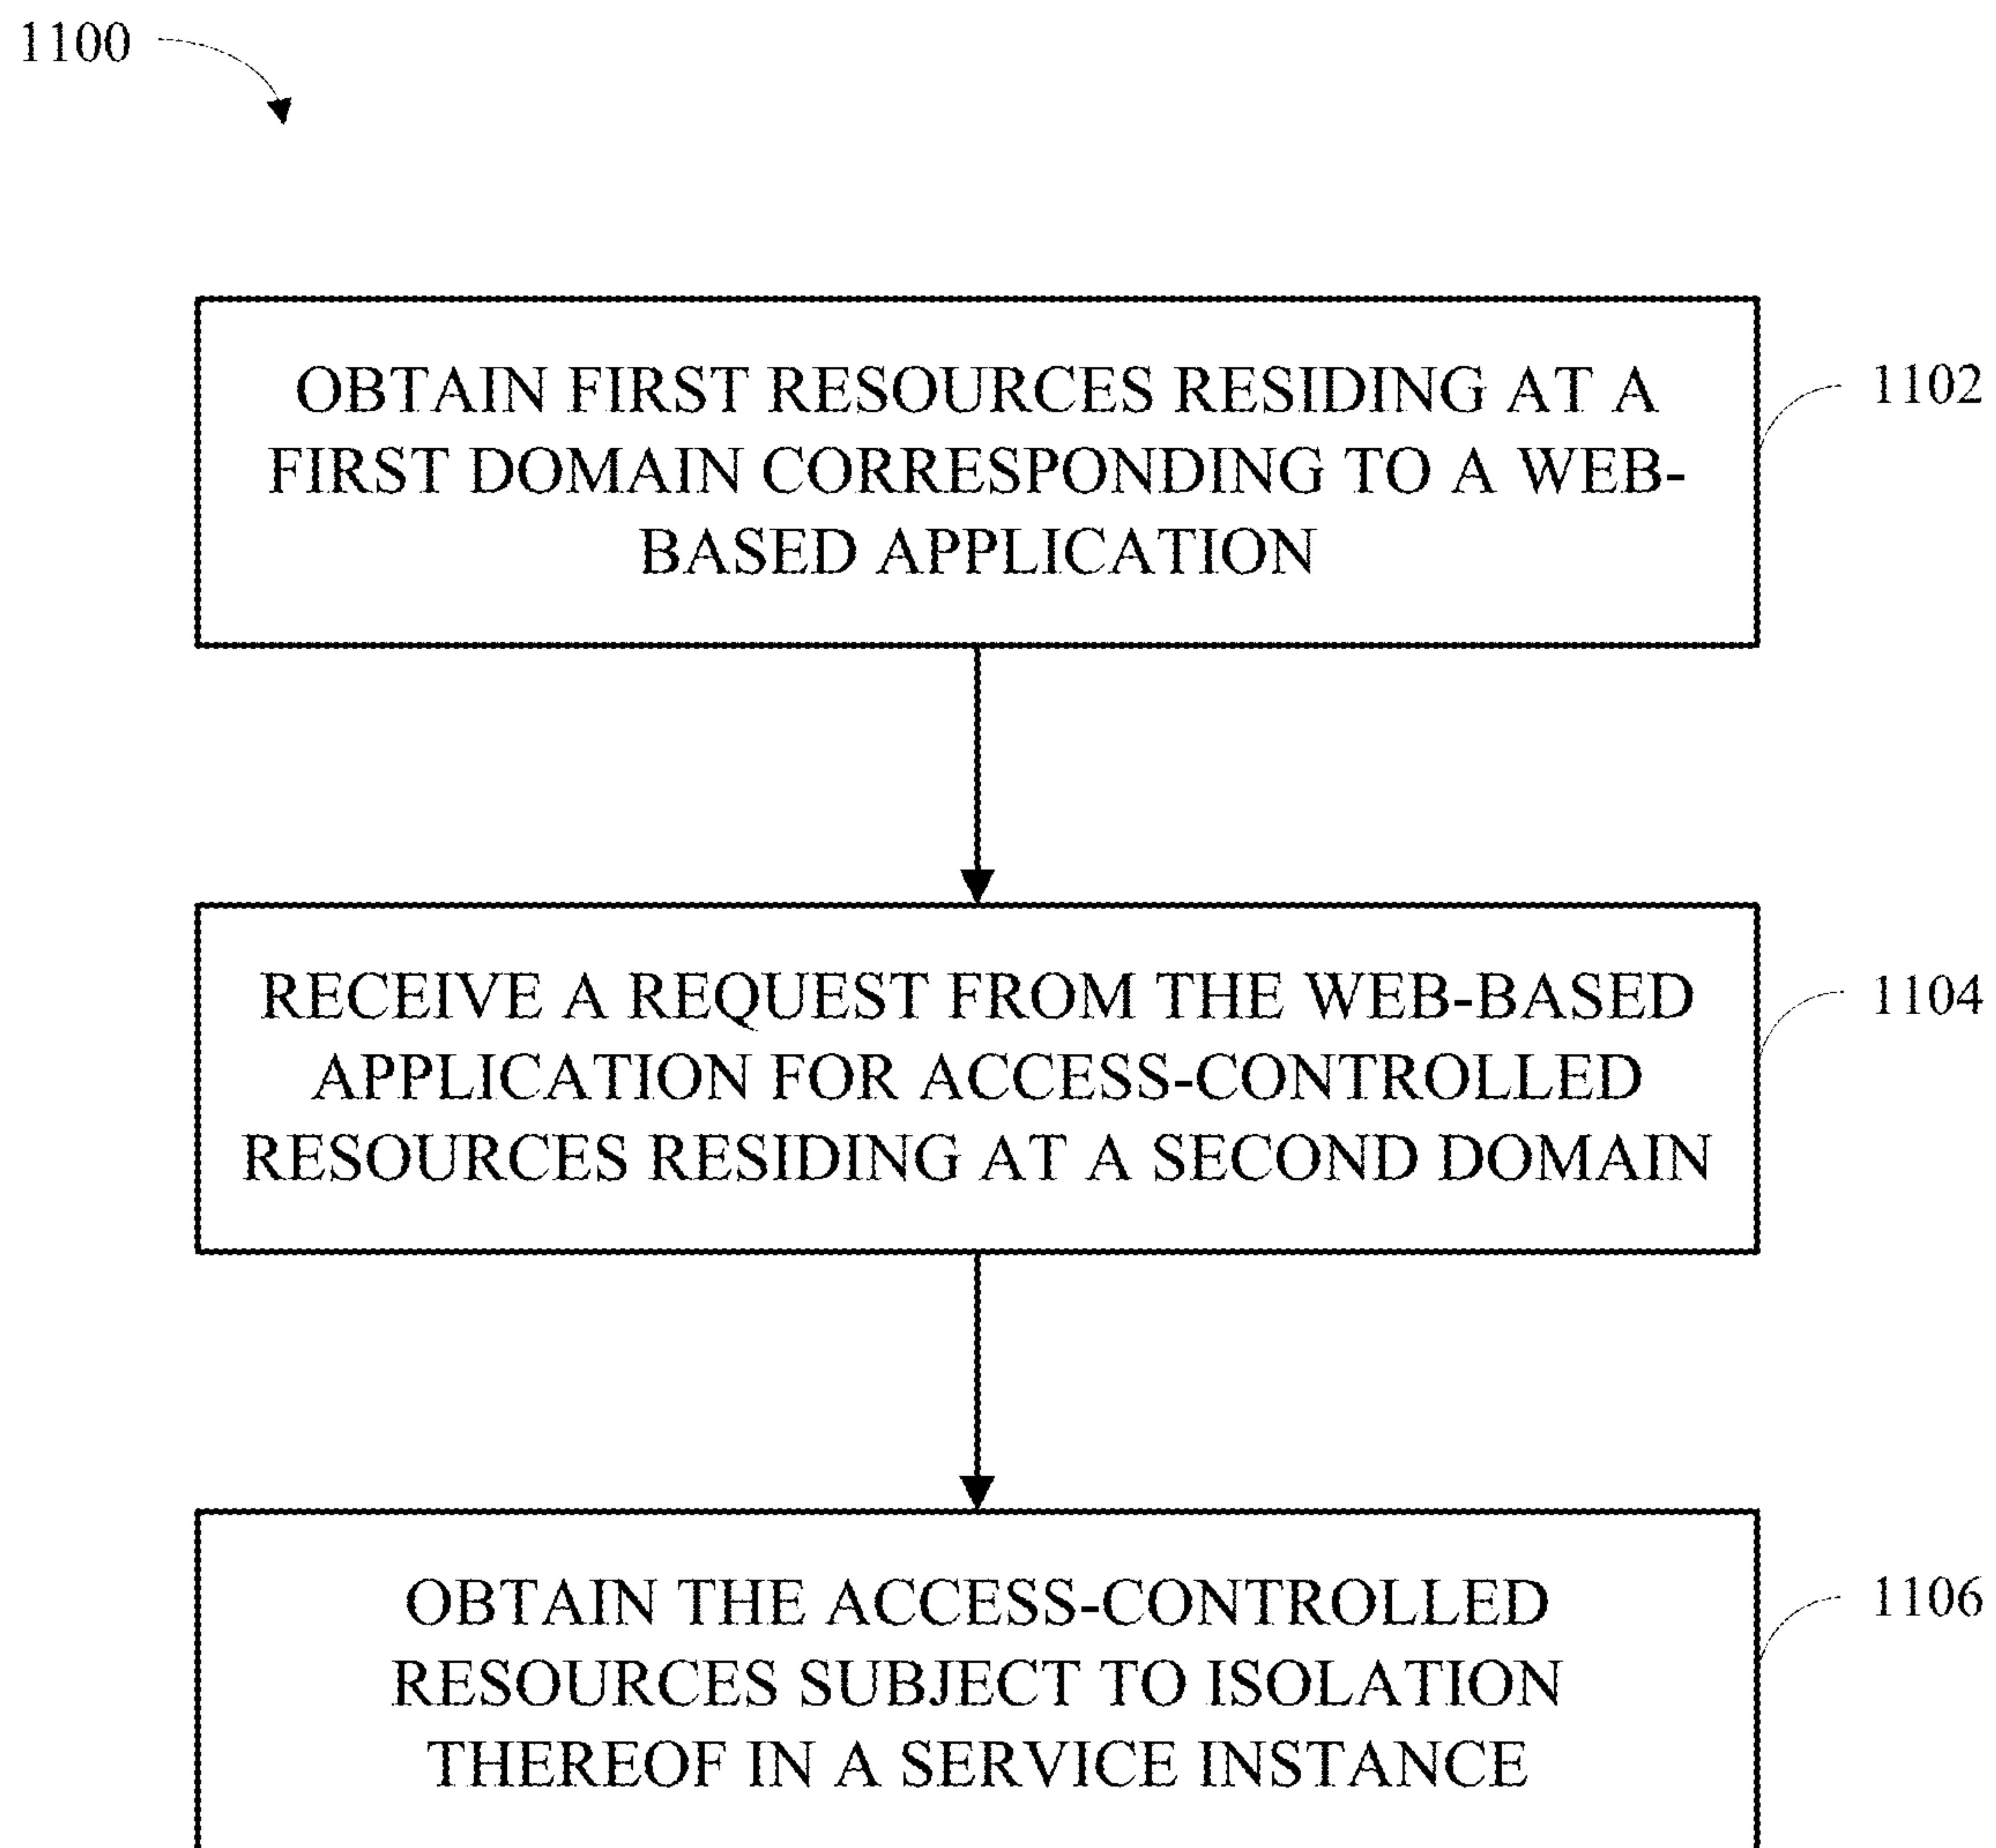 1100
OBTAIN FIRST RESOURCES RESIDING AT A
FIRST DOMAIN CORRESPONDING TO A WEB-
BASED APPLICATION
1102
RECEIVE A REQUEST FROM THE WEB-BASED
APPLICATION FOR ACCESS-CONTROLLED
RESOURCES RESIDING AT A SECOND DOMAIN
1104
OBTAIN THE ACCESS-CONTROLLED
RESOURCES SUBJECT TO ISOLATION
THEREOF IN A SERVICE INSTANCE
1106